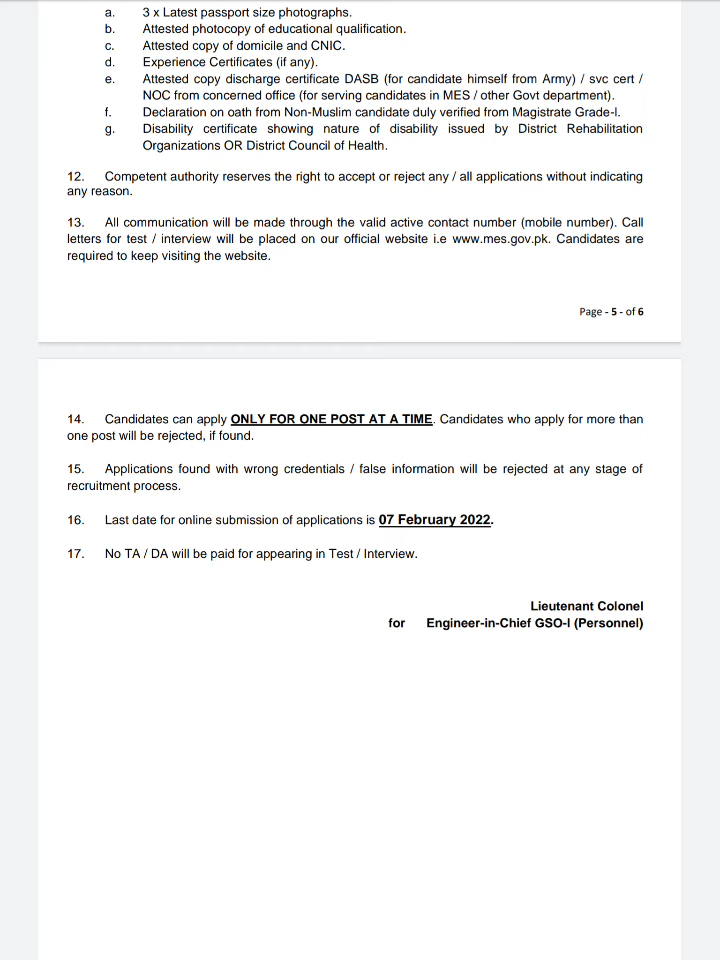 a. 3 x Latest passport size photographs.
b. Attested photocopy of educational qualification.
c. Attested copy of domicile and CNIC.
d. Experience Certificates (if any).
e. Attested copy discharge certificate DASB (for candidate himself from Army) / svc cert /
NOC from concerned office (for serving candidates in MES / other Govt department).
f. Declaration on oath from Non-Muslim candidate duly verified from Magistrate Grade-I.
g. Disability certificate showing nature of disability issued by District Rehabilitation
Organizations OR District Council of Health.
12. Competent authority reserves the right to accept or reject any / all applications without indicating
any reason.
13. All communication will be made through the valid active contact number (mobile number). Call
letters for test / interview will be placed on our official website i.e www.mes.gov.pk. Candidates are
required to keep visiting the website.
Page - 5 - of 6
14. Candidates can apply ONLY FOR ONE POST AT A TIME. Candidates who apply for more than
one post will be rejected, if found.
15. Applications found with wrong credentials / false information will be rejected at any stage of
recruitment process.
16. Last date for online submission of applications is 07 February 2022.
17. No TA / DA will be paid for appearing in Test / Interview.
Lieutenant Colonel
for Engineer-in-Chief GSO-I (Personnel)